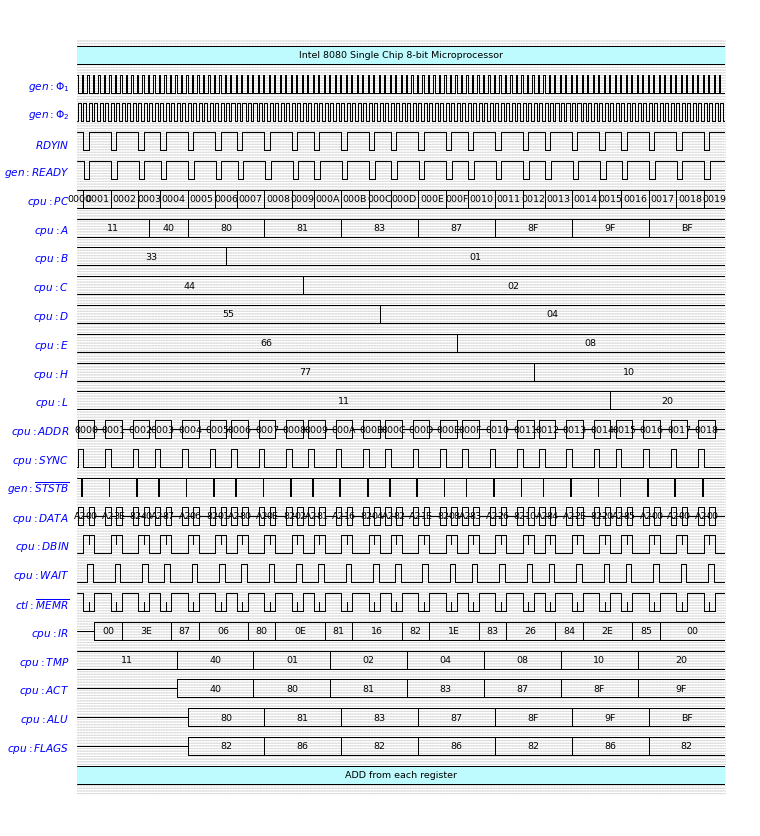 Intel 8080 Single Chip 8-bit Microprocessor
gen : Φ1
gen : Φ2
RDYIN
gen : READY
cpu : PC 0000 0001 0002 0003 0004 0005 0006 0007 0008 0009 000A 000B 000C 000D 000E 000F 0010 0011 0012 0013 0014 0015 0016 0017 0018 0019
cpu : A 11 40 80 81 83 87 8F 9F BF
cpu : B 33 01
cpu : C 44 02
cpu : D 55 04
cpu : E 66 08
cpu : H 77 10
cpu : L 11 20
cpu : ADDR 0000 0001 0002 0003 0004 0005 0006 0007 0008 0009 000A 000B 000C 000D 000E 000F 0010 0011 0012 0013 0014 0015 0016 0017 0018
cpu : SYNC
gen : STSTB
cpu : DATA
cpu : DBIN
cpu : WAIT
ctl : MEMR
cpu : IR 00 3E 87 06 80 0E 81 16 82 1E 83 26 84 2E 85 00
cpu : TMP 11 40 01 02 04 08 10 20
cpu : ACT 40 80 81 83 87 8F 9F
cpu : ALU 80 81 83 87 8F 9F BF
cpu : FLAGS 82 86 82 86 82 86 82
ADD from each register